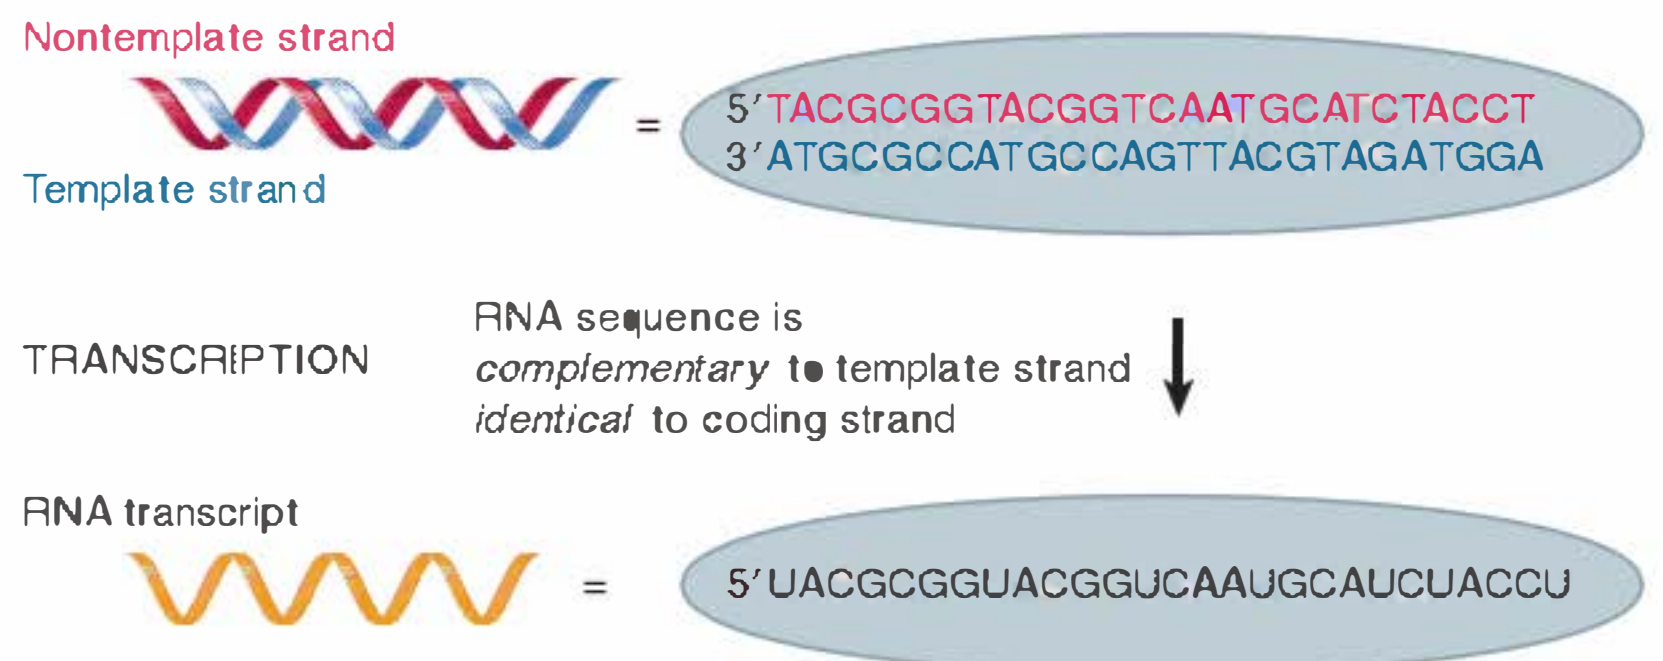 Nontemplate strand
= 5′TACGCGGTACGGTCAATGCATCTACCT
3′ATGCGCCATGCCAGTTACGTAGATGGA
Template strand
RNA sequence is
TRANSCRIPTION complementary to template strand
identical to coding strand
RNA transcript
= 5′UACGCGGUACGGUCAAUGCAUCUACCU